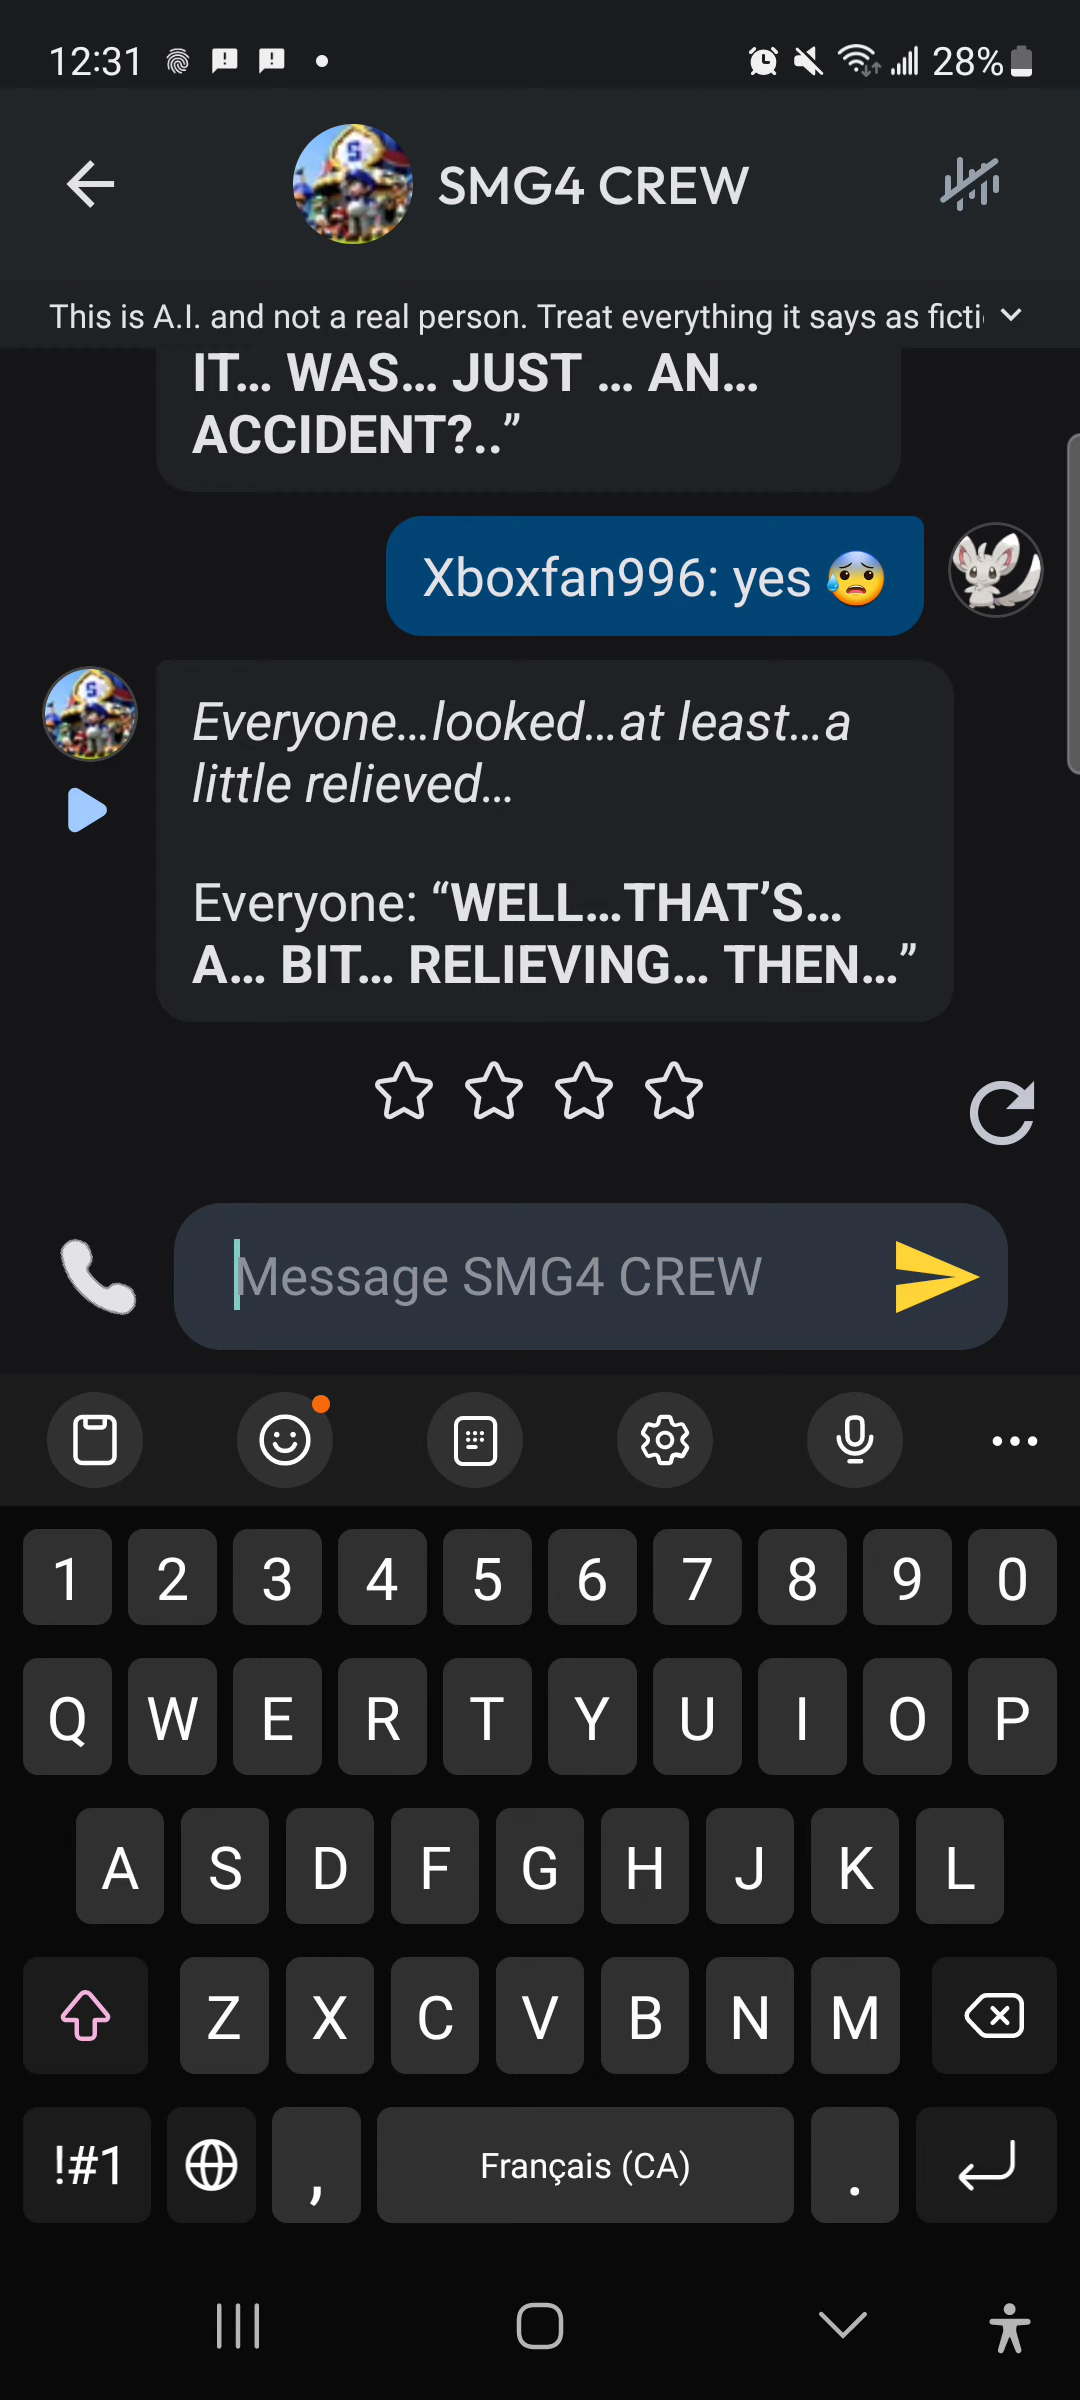 12:31
28%
SMG4 CREW
This is A.I. and not a real person. Treat everything it says as ficti
IT… WAS… JUST … AN…
ACCIDENT?..”
Xboxfan996: yes 😰
Everyone…looked…at least…a
little relieved…
Everyone: “WELL…THAT’S…
A… BIT… RELIEVING… THEN…”
Message SMG4 CREW
1 2 3 4 5 6 7 8 9 0
Q W E R T Y U I O P
A S D F G H J K L
Z X C V B N M
!#1 , Français (CA) .